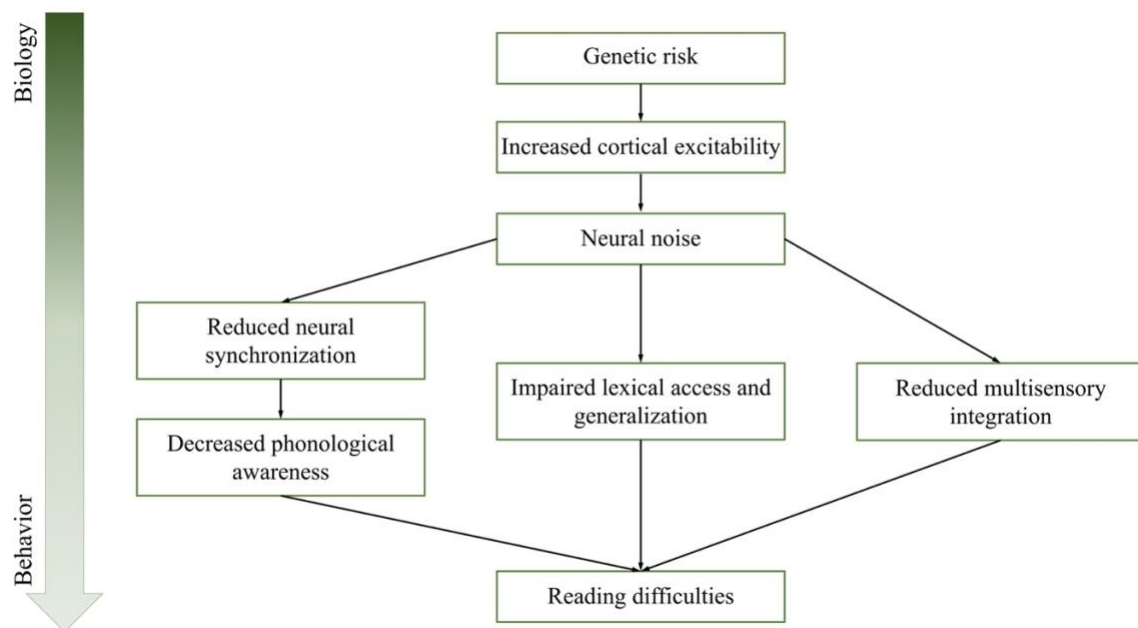 Biology
Genetic risk
Increased cortical excitability
Neural noise
Reduced neural
synchronization
Impaired lexical access and
generalization
Reduced multisensory
integration
Decreased phonological
awareness
Behavior
Reading difficulties